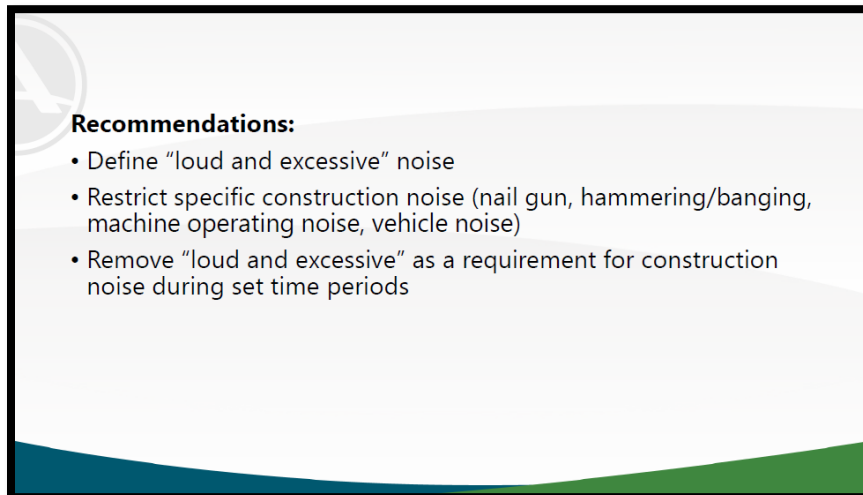 Recommendations:
• Define “loud and excessive” noise
• Restrict specific construction noise (nail gun, hammering/banging,
machine operating noise, vehicle noise)
• Remove “loud and excessive” as a requirement for construction
noise during set time periods